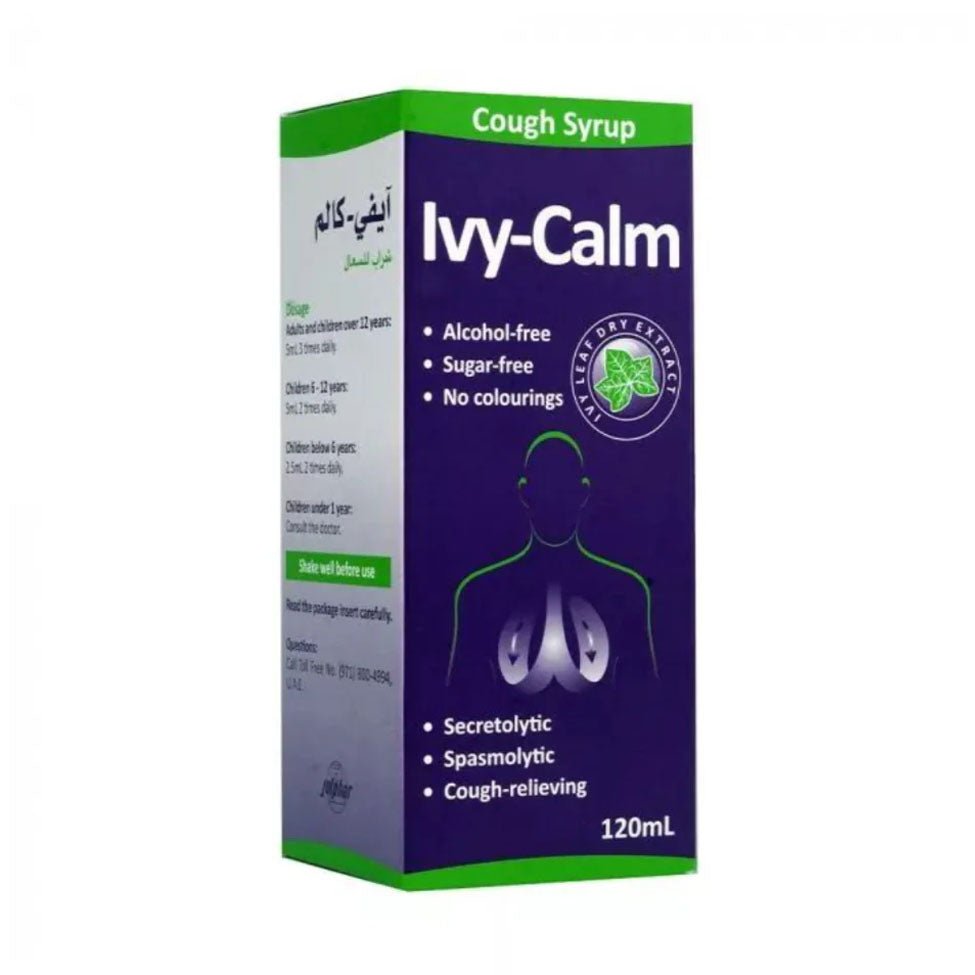 Cough Syrup
Ivy-Calm
• Alcohol-free
• Sugar-free
• No colourings
IVY LEAF DRY EXTRACT
• Secretolytic
• Spasmolytic
• Cough-relieving
120mL
آيفي-كالم
شراب للسعال
Dosage
Adults and children over 12 years:
5mL 3 times daily.
Children 6 - 12 years:
5mL 2 times daily.
Children below 6 years:
2.5mL 2 times daily.
Children under 1 year:
Consult the doctor.
Shake well before use
Read the package insert carefully.
Questions:
Call Toll Free No. (971) 800-4994,
U.A.E.
julphar